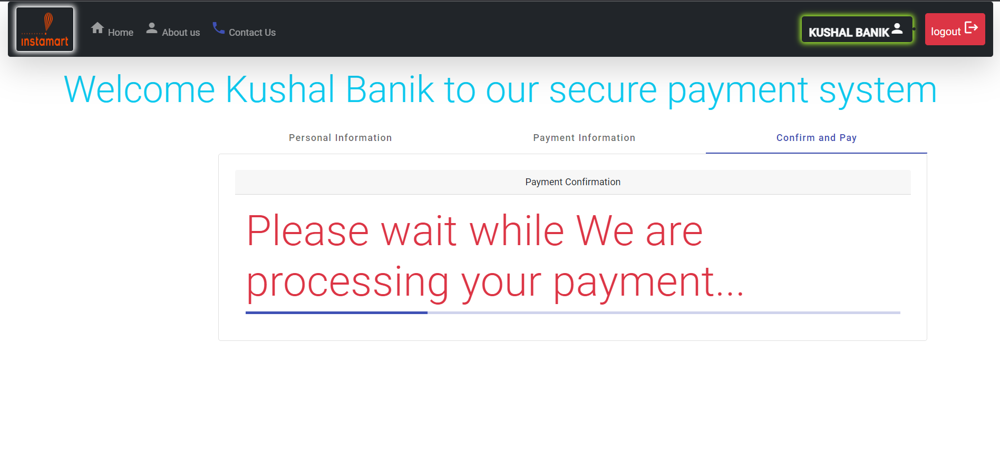 instamart
Home
About us
Contact Us
KUSHAL BANIK
logout
Welcome Kushal Banik to our secure payment system
Personal Information
Payment Information
Confirm and Pay
Payment Confirmation
Please wait while We are
processing your payment...